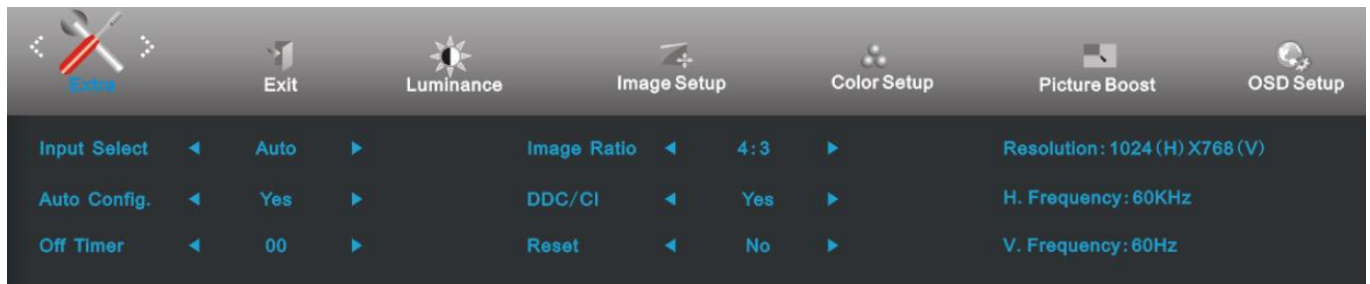 Extra Exit Luminance Image Setup Color Setup Picture Boost OSD Setup
Input Select Auto Image Ratio 4:3 Resolution:1024(H)X768(V)
Auto Config. Yes DDC/CI Yes H. Frequency:60KHz
Off Timer 00 Reset No V. Frequency:60Hz